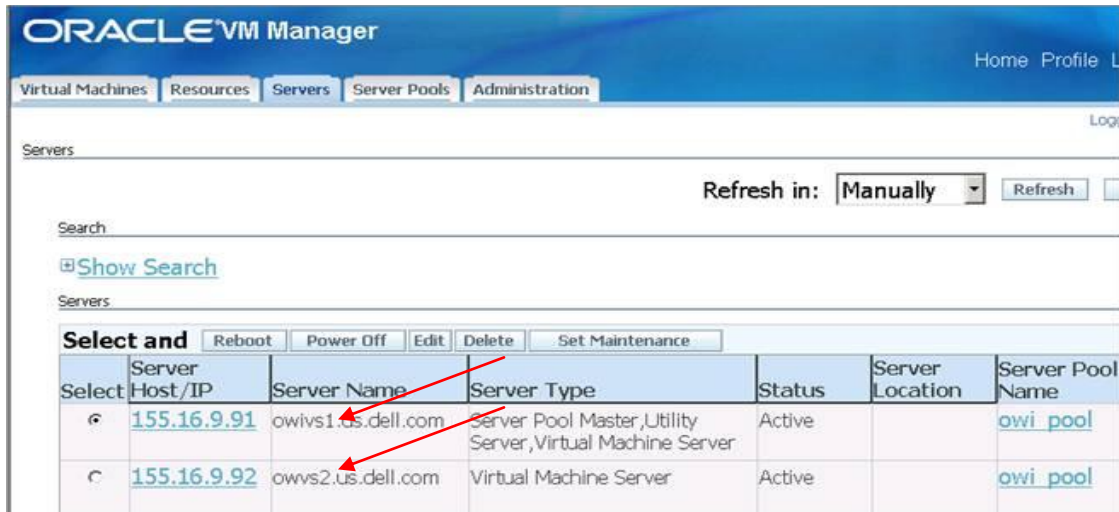 ORACLE VM Manager
Home Profile L
Virtual Machines Resources Servers Server Pools Administration
Logg
Servers
Refresh in: Manually Refresh
Search
Show Search
Servers
Select and Reboot Power Off Edit Delete Set Maintenance
Select Server Host/IP Server Name Server Type Status Server Location Server Pool Name
155.16.9.91 owivs1.us.dell.com Server Pool Master,Utility Server,Virtual Machine Server Active owi_pool
155.16.9.92 owvs2.us.dell.com Virtual Machine Server Active owi_pool